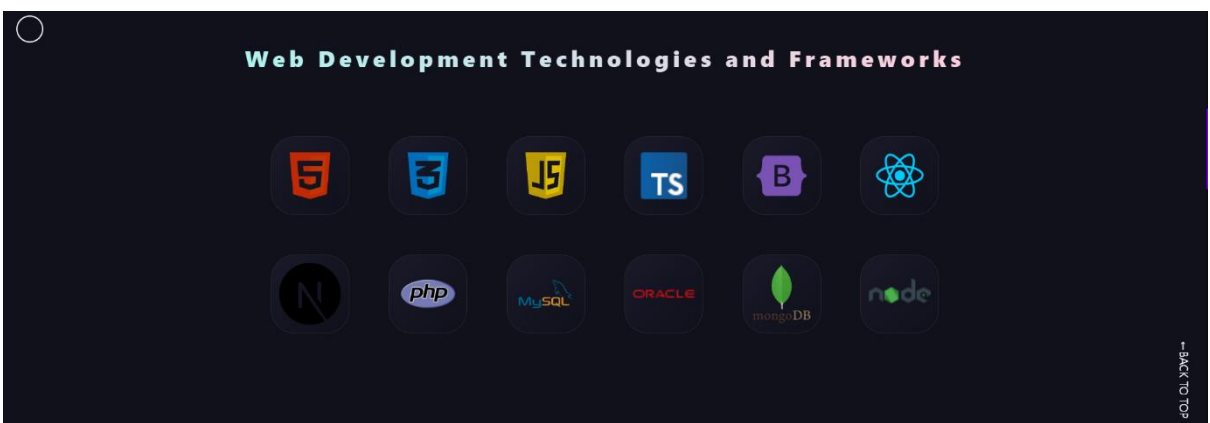 Web Development Technologies and Frameworks
5
3
JS
TS
B
N
php
MySQL
ORACLE
mongoDB
node
←BACK TO TOP